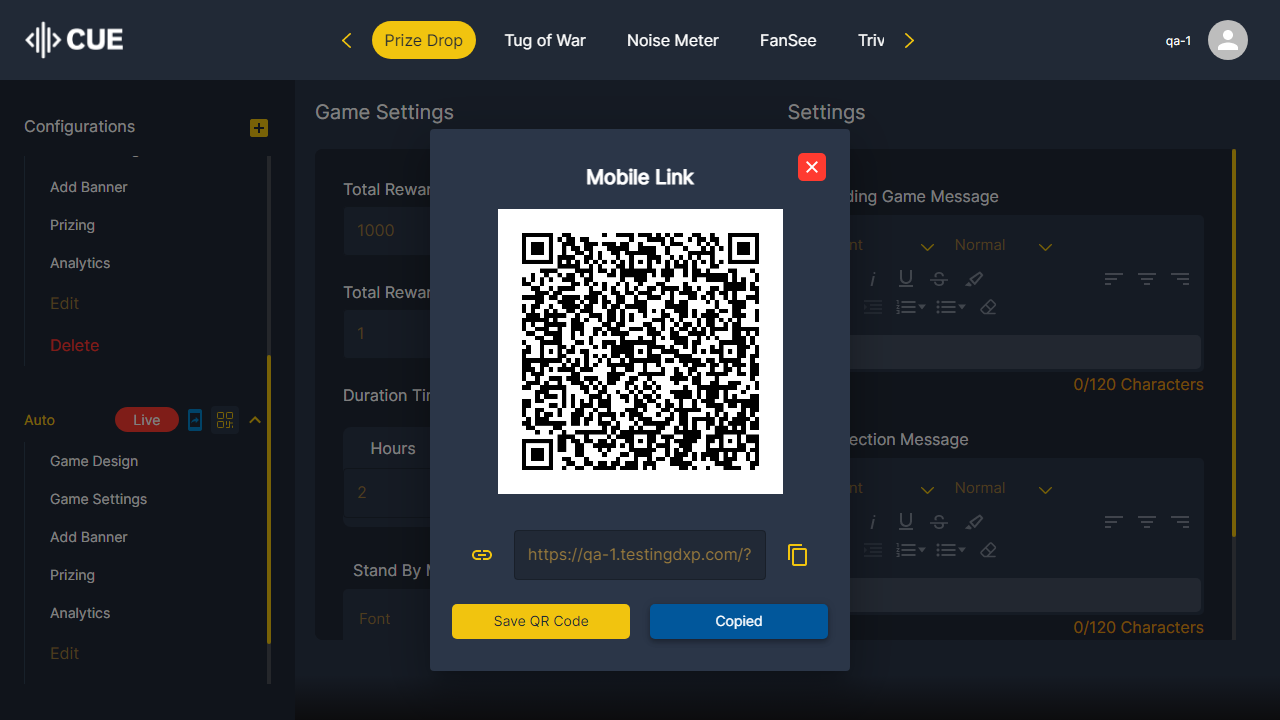 CUE
Prize Drop
Tug of War
Noise Meter
FanSee
Triv
qa-1
Configurations
Add Banner
Prizing
Analytics
Edit
Delete
Auto
Live
Game Design
Game Settings
Add Banner
Prizing
Analytics
Edit
Game Settings
Total Rewar
1000
Total Rewar
1
Duration Tim
Hours
2
Stand By M
Font
Settings
ding Game Message
nt
Normal
0/120 Characters
ection Message
nt
Normal
0/120 Characters
Mobile Link
https://qa-1.testingdxp.com/?
Save QR Code
Copied